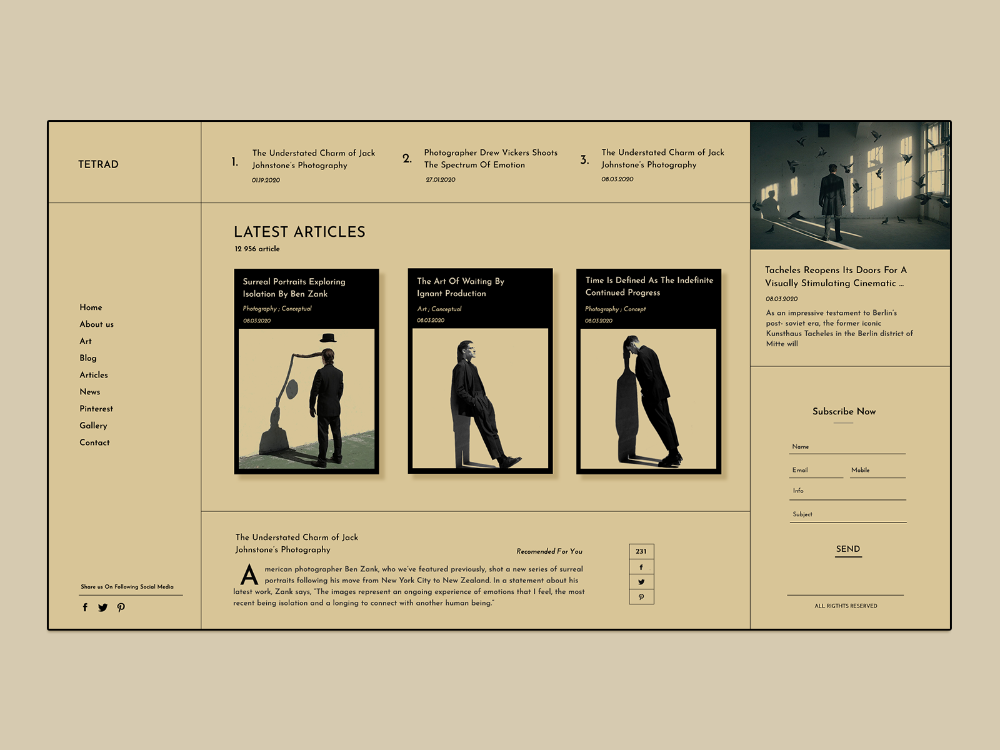 TETRAD
1.
The Understated Charm of Jack
Johnstone's Photography
01.19.2020
2.
Photographer Drew Vickers Shoots
The Spectrum Of Emotion
27.01.2020
3.
The Understated Charm of Jack
Johnstone's Photography
08.03.2020
Home
About us
Art
Blog
Articles
News
Pinterest
Gallery
Contact
Share us On Following Social Media
LATEST ARTICLES
12 956 article
Surreal Portraits Exploring
Isolation By Ben Zank
Photography ; Conceptual
08.03.2020
The Art Of Waiting By
Ignant Production
Art ; Conceptual
08.03.2020
Time Is Defined As The Indefinite
Continued Progress
Photography ; Concept
08.03.2020
The Understated Charm of Jack
Johnstone's Photography
Recomended For You
American photographer Ben Zank, who we've featured previously, shot a new series of surreal
portraits following his move from New York City to New Zealand. In a statement about his
latest work, Zank says, "The images represent an ongoing experience of emotions that I feel, the most
recent being isolation and a longing to connect with another human being."
231
Tacheles Reopens Its Doors For A
Visually Stimulating Cinematic ...
08.03.2020
As an impressive testament to Berlin's
post- soviet era, the former iconic
Kunsthaus Tacheles in the Berlin district of
Mitte will
Subscribe Now
Name
Email
Mobile
Info
Subject
SEND
ALL RIGTHTS RESERVED